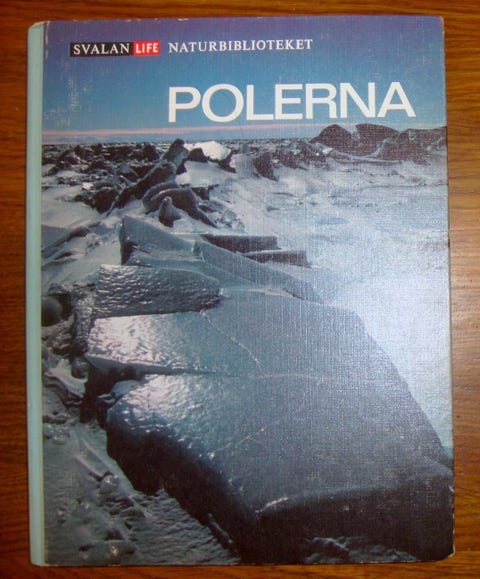 SVALAN LIFE NATURBIBLIOTEKET
POLERNA